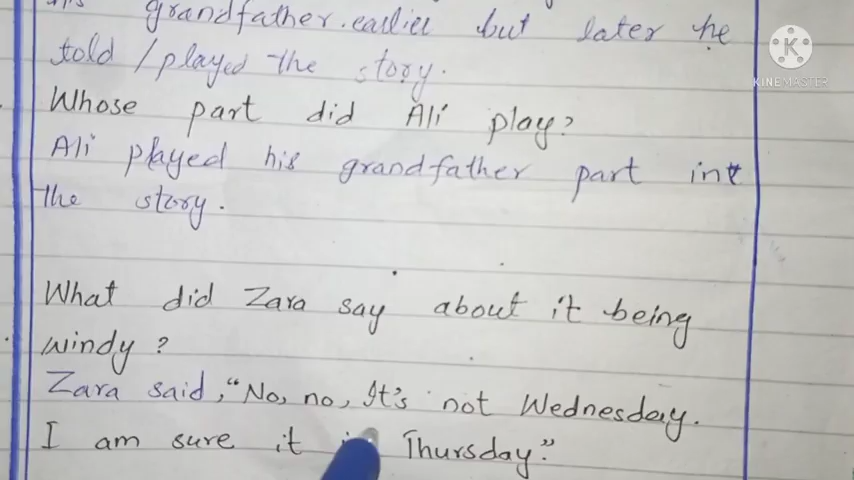 grandfather earlier but later he
told / played the story.
Whose part did Ali play?
Ali played his grandfather part in
the story.
What did Zara say about it being
windy?
Zara said, "No, no, It's not Wednesday.
I am sure it Thursday."
KINEMASTER